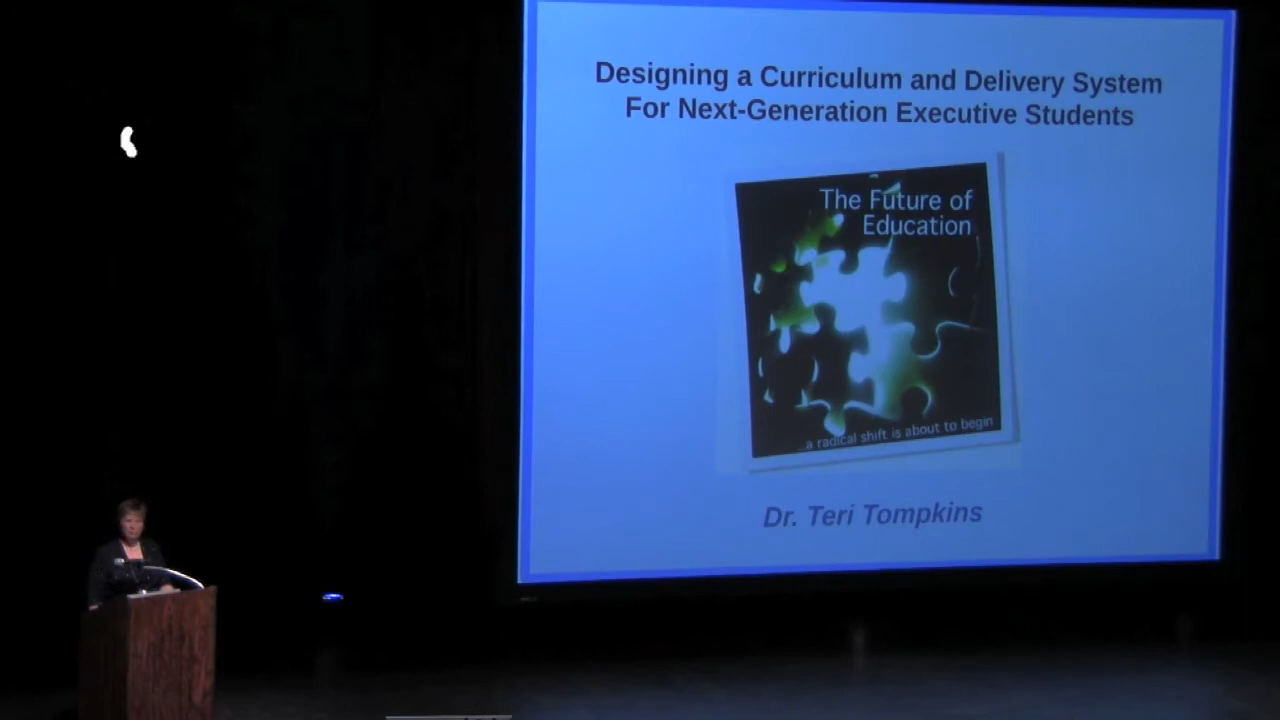 Designing a Curriculum and Delivery System
For Next-Generation Executive Students
The Future of
Education
a radical shift is about to begin
Dr. Teri Tompkins